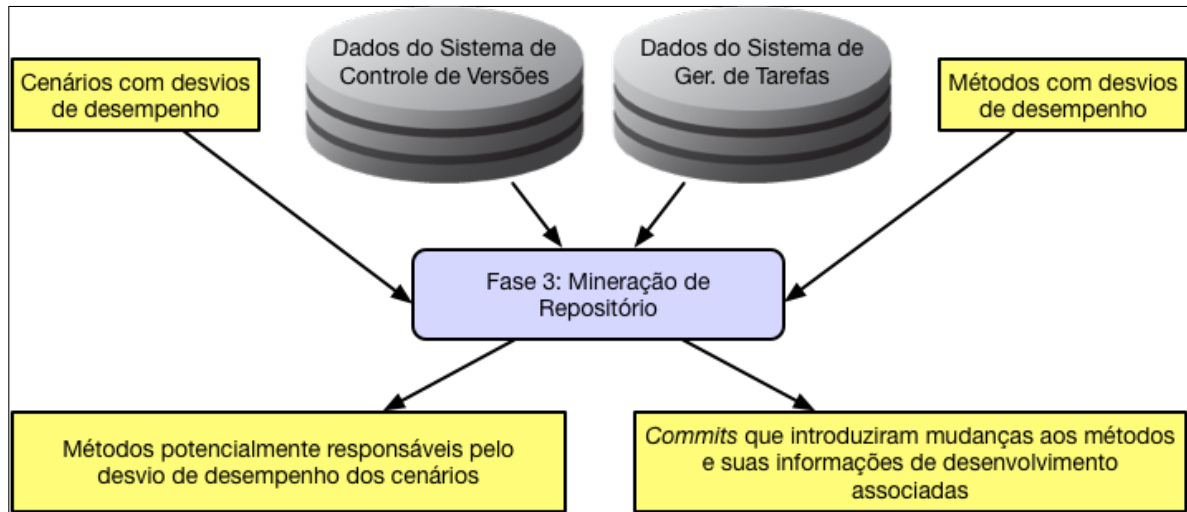 Dados do Sistema de
Controle de Versões
Dados do Sistema de
Ger. de Tarefas
Cenários com desvios
de desempenho
Métodos com desvios
de desempenho
Fase 3: Mineração de
Repositório
Métodos potencialmente responsáveis pelo
desvio de desempenho dos cenários
Commits que introduziram mudanças aos métodos
e suas informações de desenvolvimento
associadas